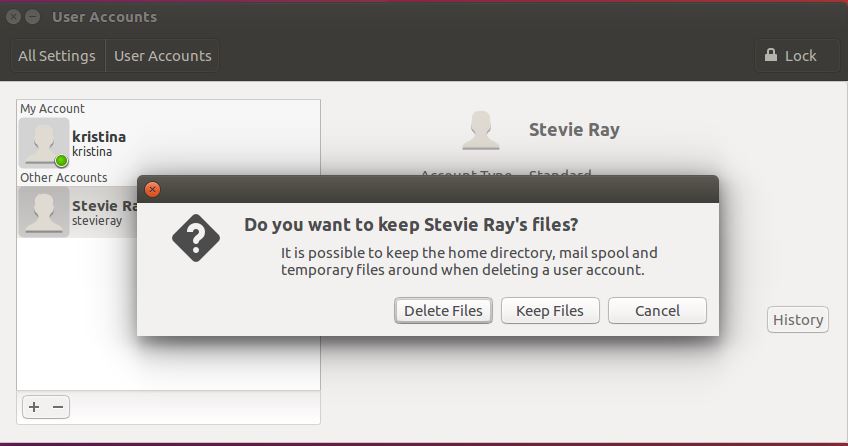 User Accounts
All Settings User Accounts Lock
My Account
kristina
kristina
Other Accounts
Stevie Ra
stevieray
Stevie Ray
Account Type Standard
Do you want to keep Stevie Ray's files?
It is possible to keep the home directory, mail spool and
temporary files around when deleting a user account.
Delete Files Keep Files Cancel
History
+ −